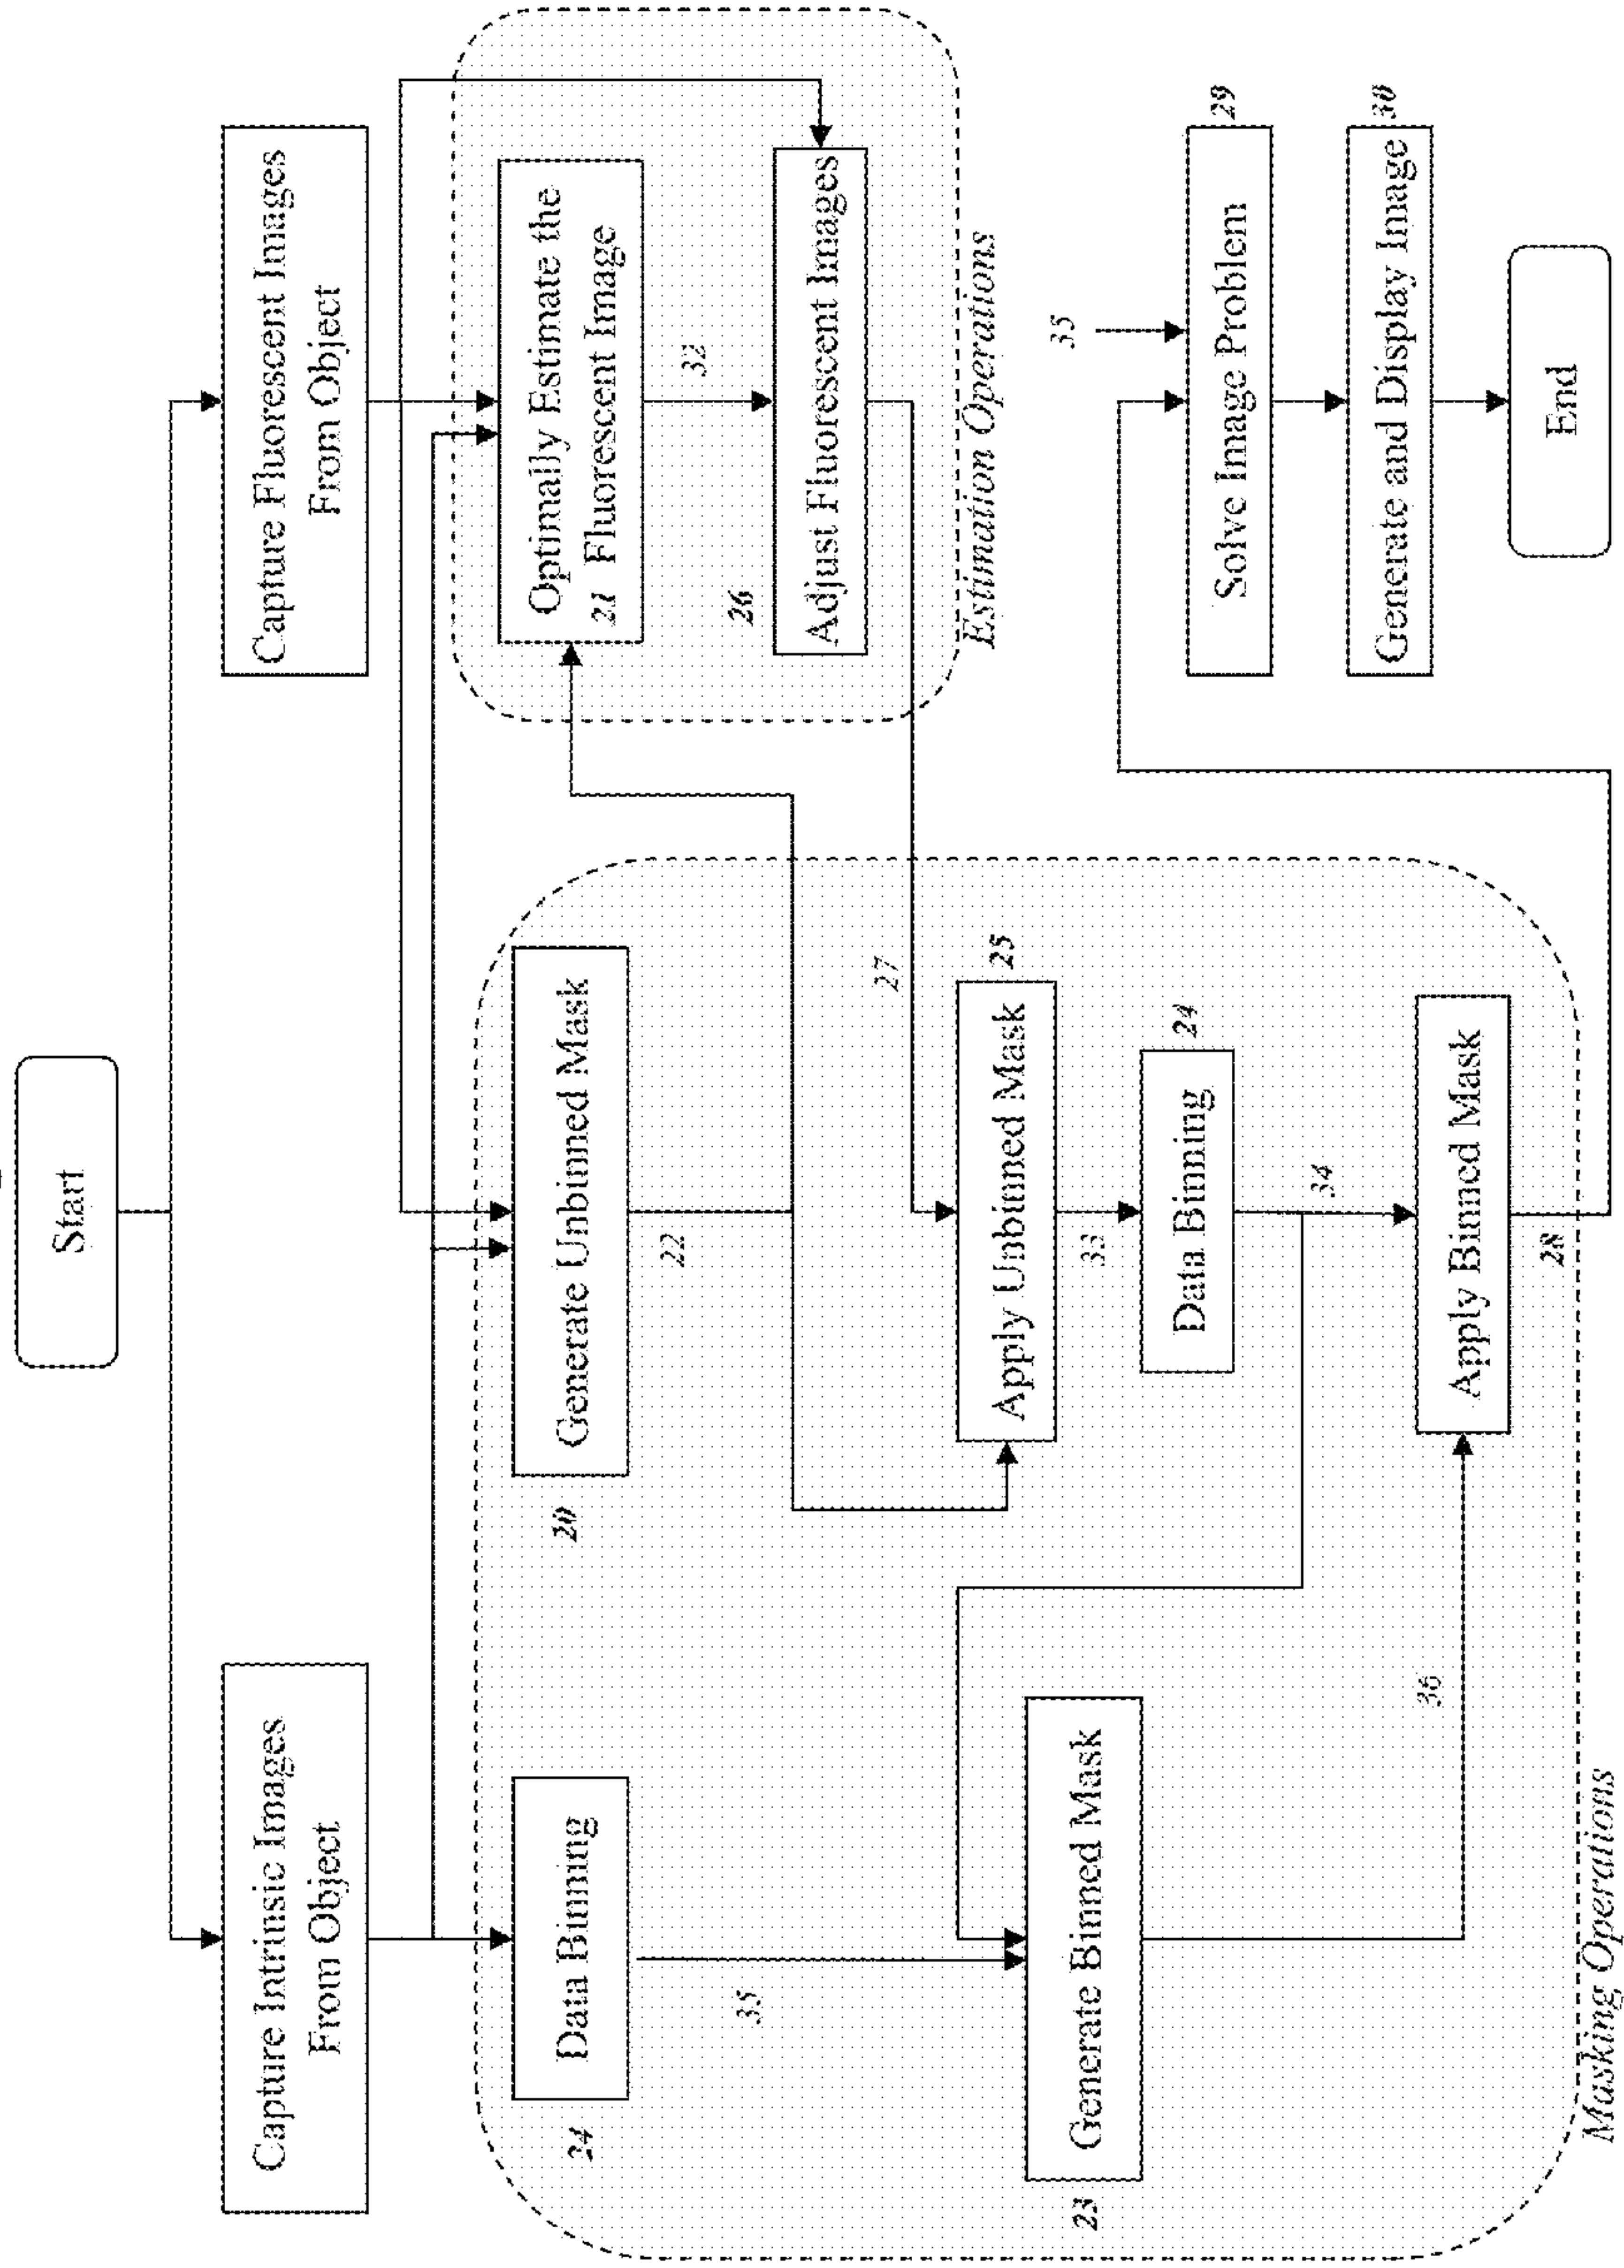 Start
Capture Intrinsic Images
From Object
Capture Fluorescent Images
From Object
24
Data Binning
20
Generate Unbinned Mask
Optimally Estimate the
21 Fluorescent Image
35
22
32
26
Adjust Fluorescent Images
27
Estimation Operations
23
Generate Binned Mask
Apply Unbinned Mask
25
33
35
Data Binning
24
Solve Image Problem
29
34
36
Apply Binned Mask
Generate and Display Image
30
28
End
Masking Operations